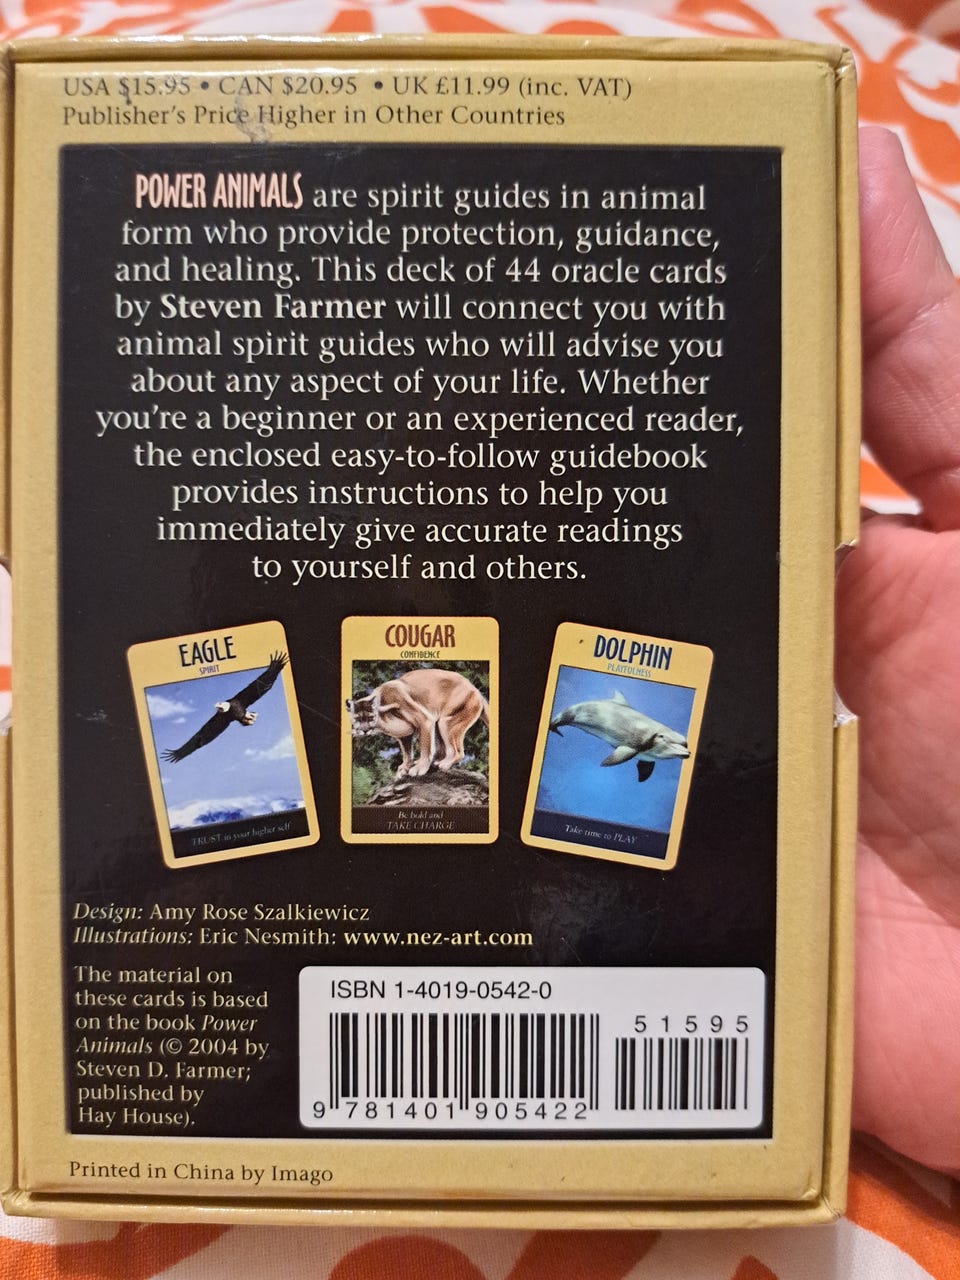 USA $15.95 • CAN $20.95 • UK £11.99 (inc. VAT)
Publisher's Price Higher in Other Countries
POWER ANIMALS are spirit guides in animal
form who provide protection, guidance,
and healing. This deck of 44 oracle cards
by Steven Farmer will connect you with
animal spirit guides who will advise you
about any aspect of your life. Whether
you're a beginner or an experienced reader,
the enclosed easy-to-follow guidebook
provides instructions to help you
immediately give accurate readings
to yourself and others.
EAGLE
SPIRIT
TRUST in your higher self
COUGAR
CONFIDENCE
Be bold and
TAKE CHARGE
DOLPHIN
PLAYFULNESS
Take time to PLAY
Design: Amy Rose Szalkiewicz
Illustrations: Eric Nesmith: www.nez-art.com
The material on
these cards is based
on the book Power
Animals (© 2004 by
Steven D. Farmer;
published by
Hay House).
ISBN 1-4019-0542-0
51595
9 781401 905422
Printed in China by Imago